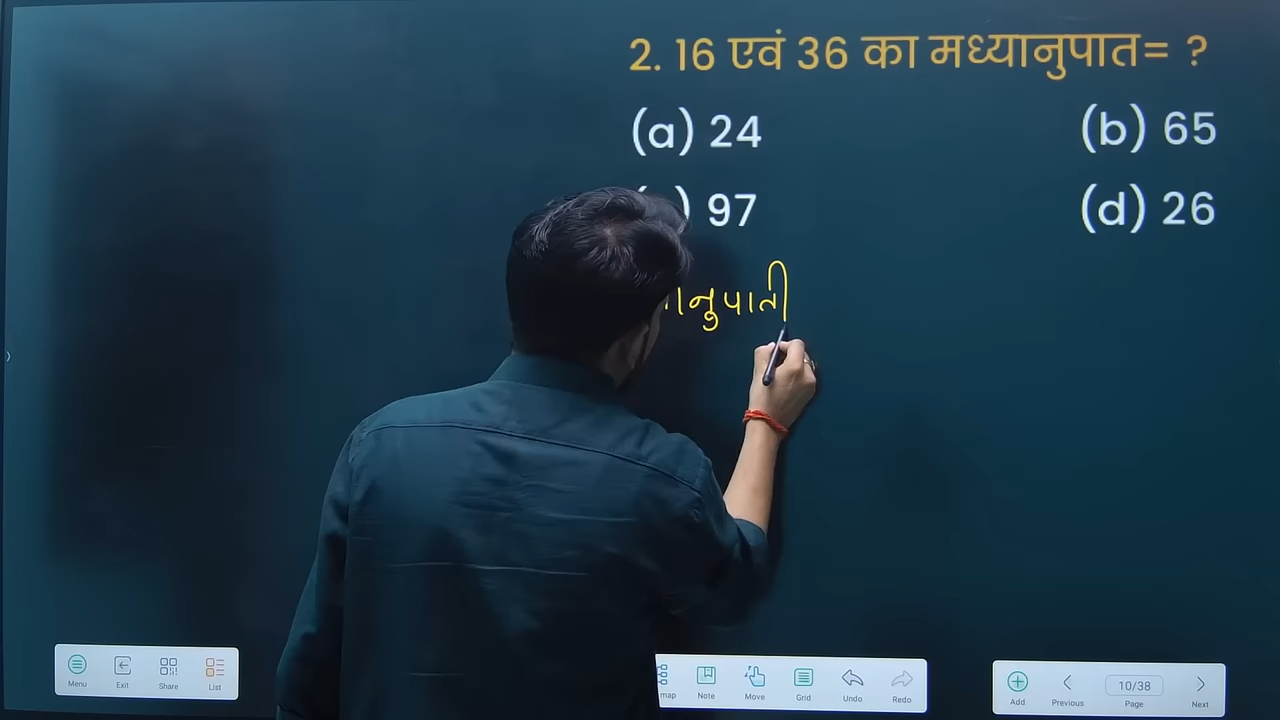 2. 16 एवं 36 का मध्यानुपात= ?
(a) 24
(b) 65
) 97
(d) 26
ानुपाती
Menu
Exit
Share
List
map
Note
Move
Grid
Undo
Redo
Add
Previous
10/38
Page
Next